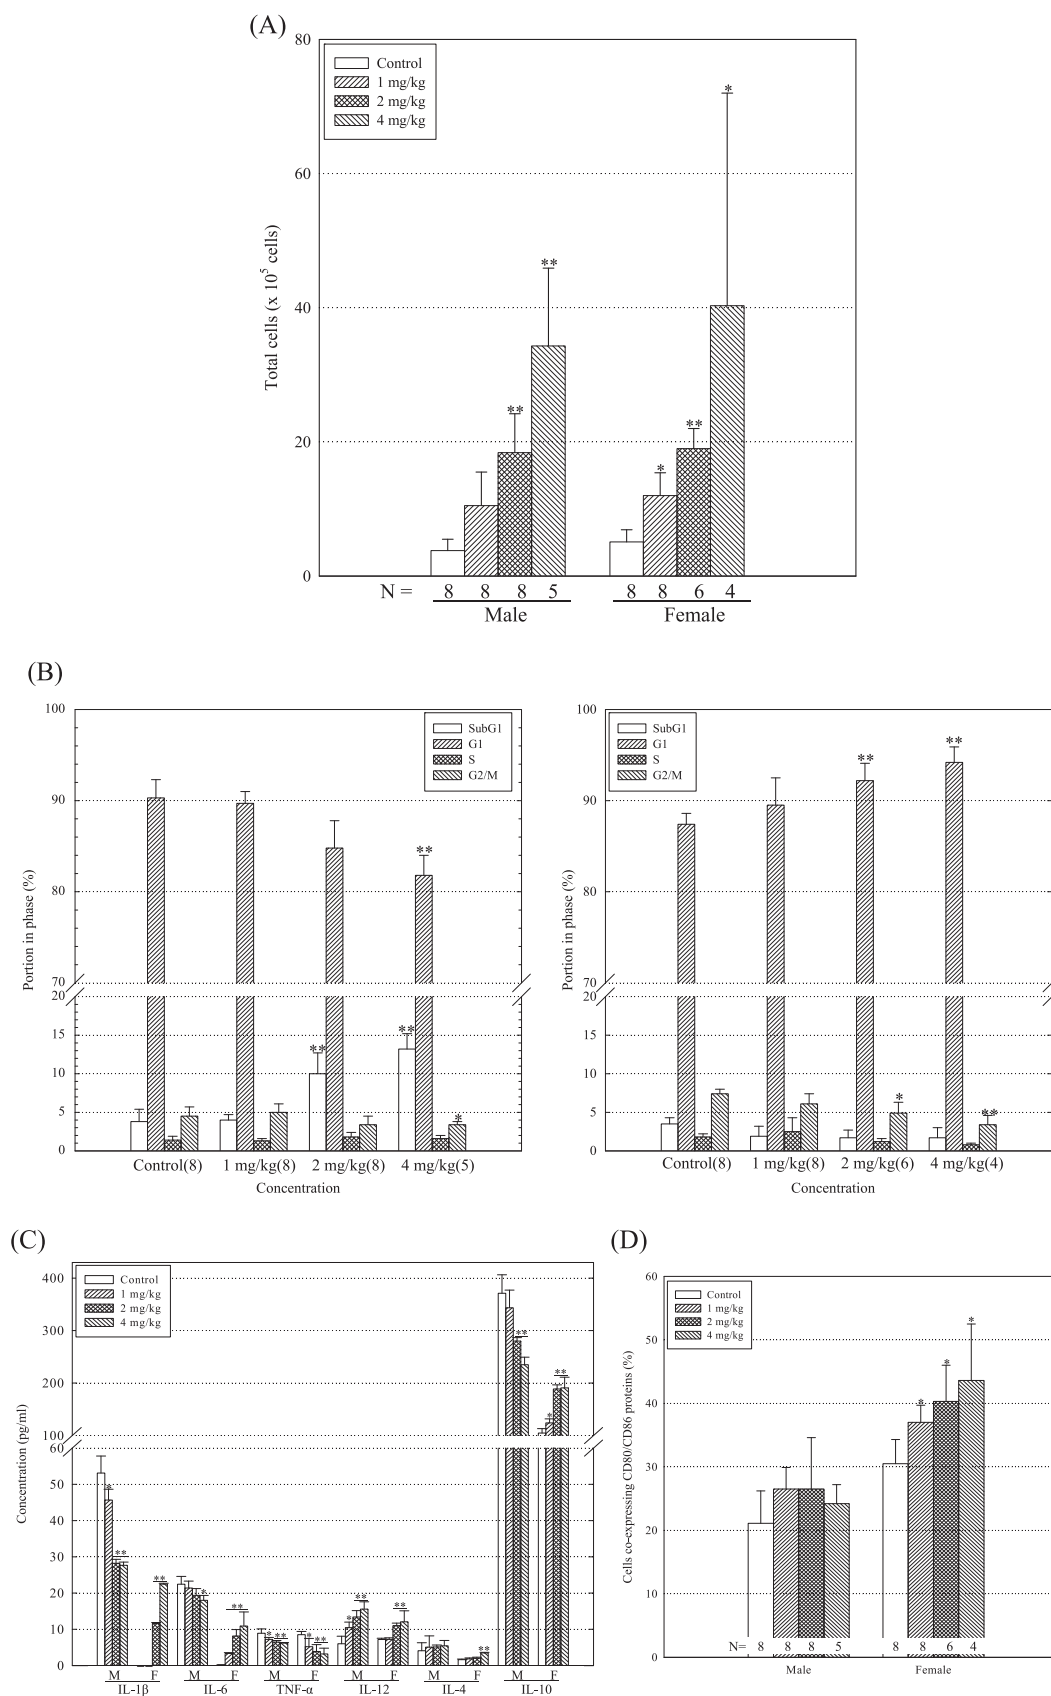 (A)
80
60
40
20
0
Total cells (x 10⁵ cells)
Control
1 mg/kg
2 mg/kg
4 mg/kg
**
**
*
**
*
N = 8 8 8 5 8 8 6 4
Male Female
(B)
100
90
80
70
20
15
10
5
0
Portion in phase (%)
SubG1
G1
S
G2/M
**
**
**
*
Control(8) 1 mg/kg(8) 2 mg/kg(8) 4 mg/kg(5)
Concentration
100
90
80
70
20
15
10
5
0
Portion in phase (%)
SubG1
G1
S
G2/M
**
**
*
**
Control(8) 1 mg/kg(8) 2 mg/kg(6) 4 mg/kg(4)
Concentration
(C)
400
300
200
100
60
50
40
30
20
10
0
Concentration (pg/ml)
Control
1 mg/kg
2 mg/kg
4 mg/kg
*
**
**
*
**
*
**
*
**
*
**
**
**
**
*
**
M F M F M F M F M F M F
IL-1β IL-6 TNF-α IL-12 IL-4 IL-10
(D)
60
50
40
30
20
10
0
Cells co-expressing CD80/CD86 proteins (%)
Control
1 mg/kg
2 mg/kg
4 mg/kg
*
*
*
N= 8 8 8 5 8 8 6 4
Male Female